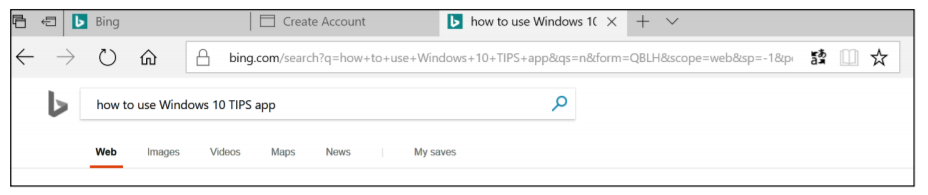 Bing Create Account how to use Windows 1(
bing.com/search?q=how+to+use+Windows+10+TIPS+app&qs=n&form=QBLH&scope=web&sp=-1&p
how to use Windows 10 TIPS app
Web Images Videos Maps News My saves